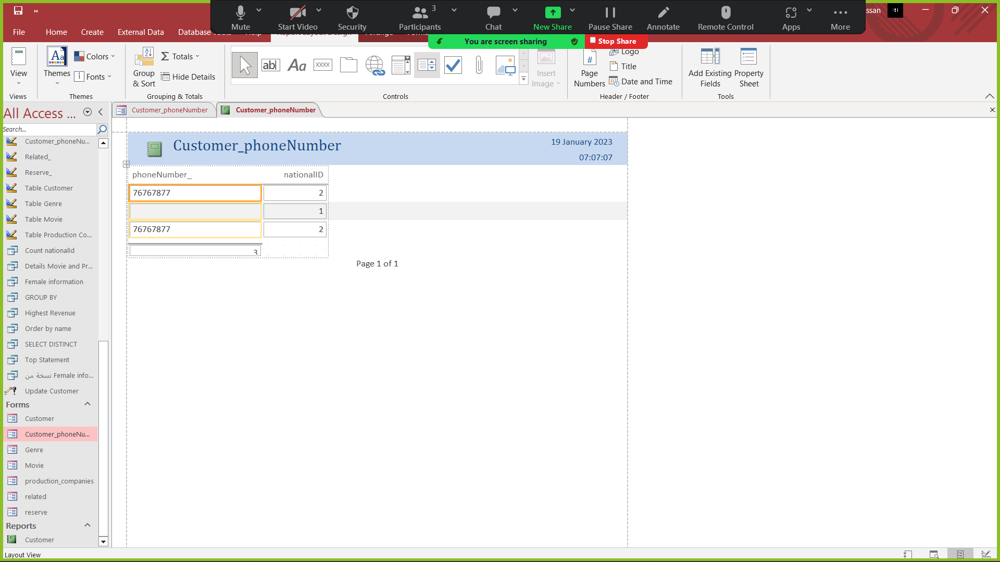 Mute
Start Video
Security
Participants
3
Chat
New Share
Pause Share
Annotate
Remote Control
Apps
More
ssan
You are screen sharing
Stop Share
File
Home
Create
External Data
Database
View
Views
Themes
Colors
Fonts
Themes
Group & Sort
Totals
Hide Details
Grouping & Totals
ab
Aa
XXXX
Controls
Insert Image
Page Numbers
Logo
Title
Date and Time
Header / Footer
Add Existing Fields
Property Sheet
Tools
All Access ...
Search...
Customer_phoneNumber
Customer_phoneNumber
Customer_phoneNu...
Related_
Reserve_
Table Customer
Table Genre
Table Movie
Table Production Co...
Count nationalId
Details Movie and Pr...
Female information
GROUP BY
Highest Revenue
Order by name
SELECT DISTINCT
Top Statement
نسخة من Female info...
Update Customer
Forms
Customer
Customer_phoneNu...
Genre
Movie
production_companies
related
reserve
Reports
Customer
Customer_phoneNumber
19 January 2023
07:07:07
phoneNumber_ nationalID
76767877 2
1
76767877 2
3
Page 1 of 1
Layout View